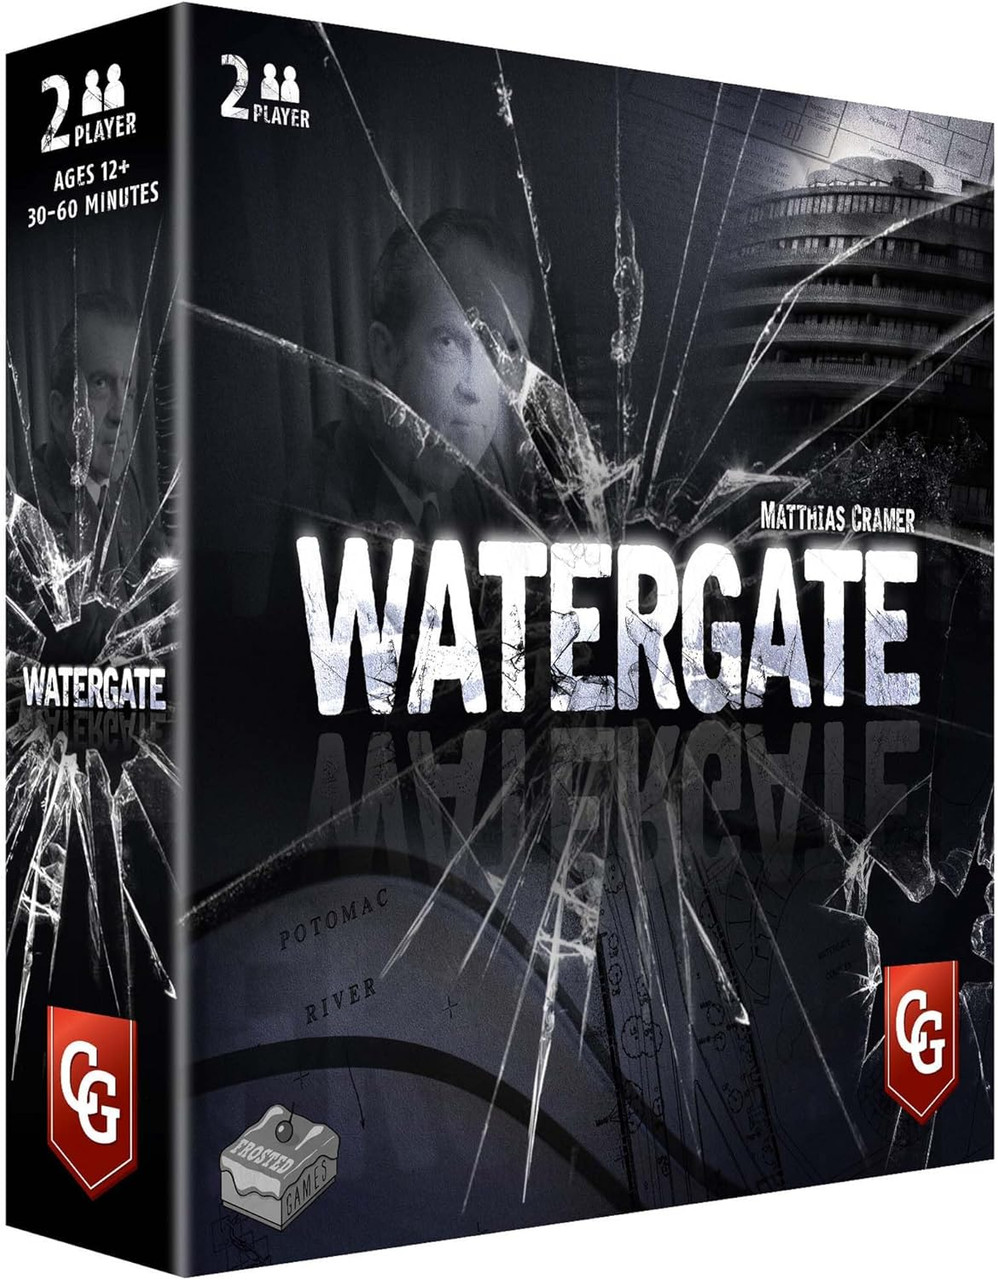 2
PLAYER
AGES 12+
30-60 MINUTES
WATERGATE
CG
2
PLAYER
MATTHIAS CRAMER
WATERGATE
POTOMAC
RIVER
FROSTED
GAMES
CG